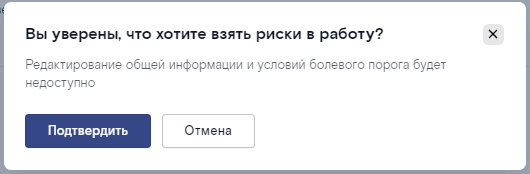 Вы уверены, что хотите взять риски в работу?
Редактирование общей информации и условий болевого порога будет
недоступно
Подтвердить
Отмена